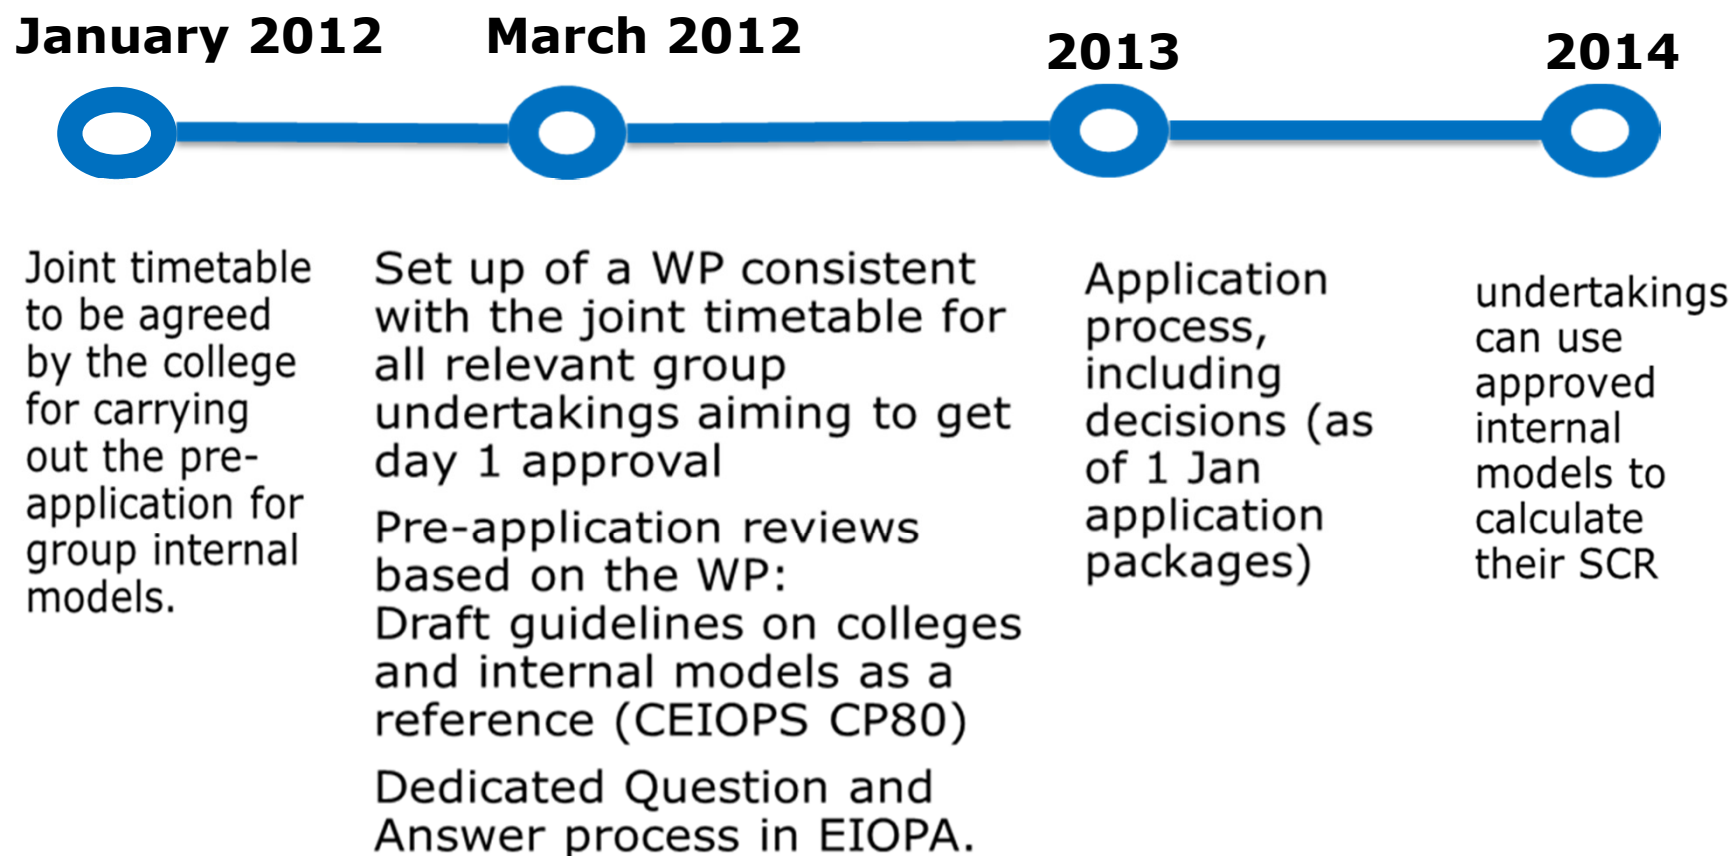 January 2012
March 2012
2013
2014
Joint timetable
to be agreed
by the college
for carrying
out the pre-
application for
group internal
models.
Set up of a WP consistent
with the joint timetable for
all relevant group
undertakings aiming to get
day 1 approval
Pre-application reviews
based on the WP:
Draft guidelines on colleges
and internal models as a
reference (CEIOPS CP80)
Dedicated Question and
Answer process in EIOPA.
Application
process,
including
decisions (as
of 1 Jan
application
packages)
undertakings
can use
approved
internal
models to
calculate
their SCR